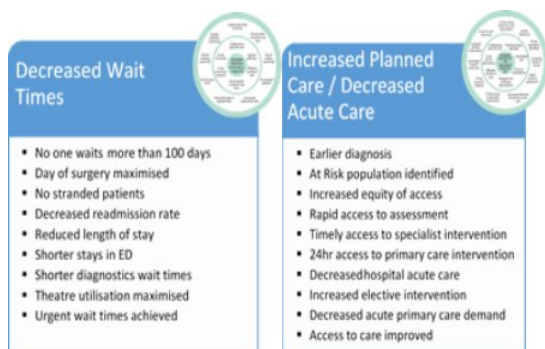 Decreased Wait
Times
No one waits more than 100 days
Day of surgery maximised
No stranded patients
Decreased readmission rate
Reduced length of stay
Shorter stays in ED
Shorter diagnostics wait times
Theatre utilisation maximised
Urgent wait times achieved
Increased Planned
Care / Decreased
Acute Care
Earlier diagnosis
At Risk population identified
Increased equity of access
Rapid access to assessment
Timely access to specialist intervention
24hr access to primary care intervention
Decreasedhospital acute care
Increased elective intervention
Decreased acute primary care demand
Access to care improved